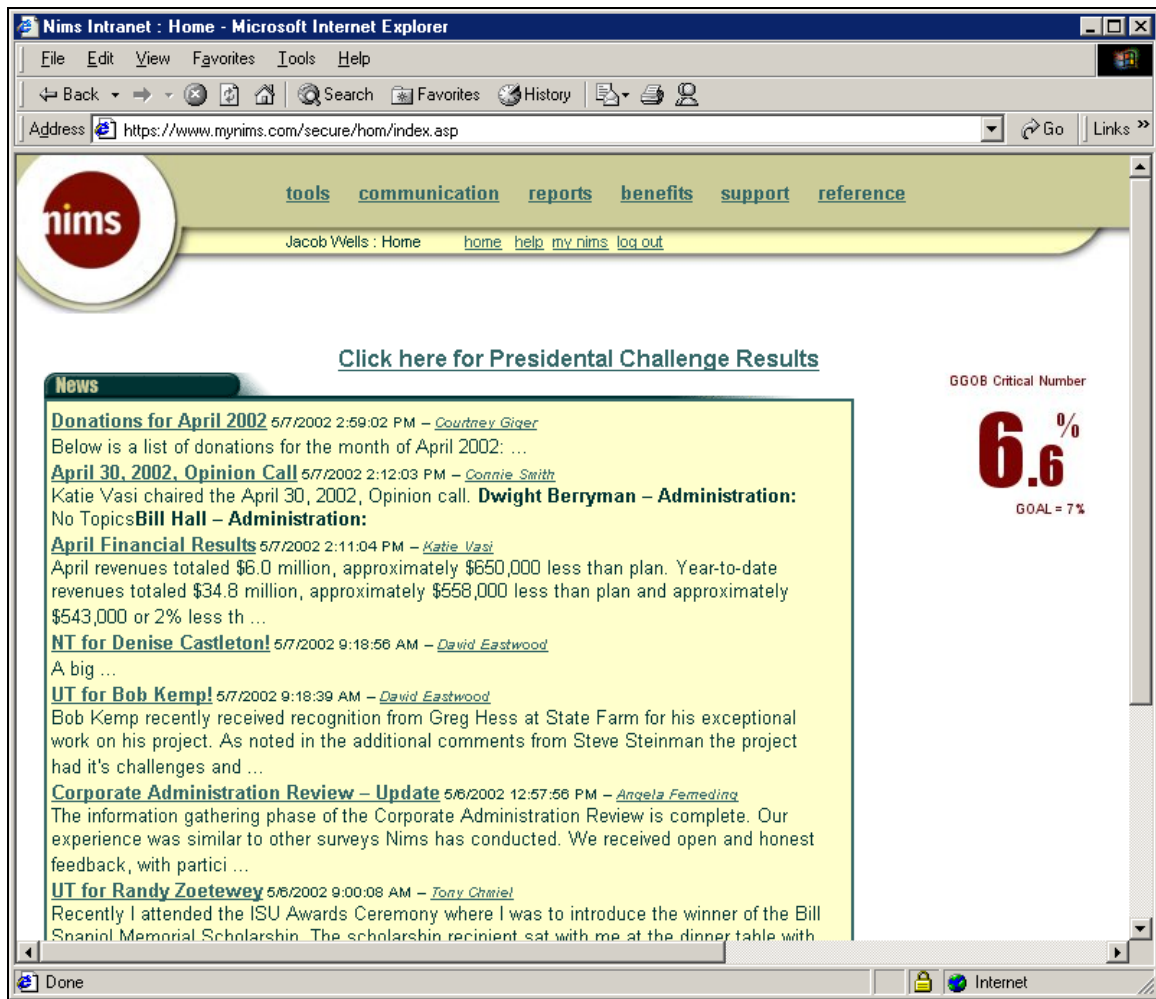 Nims Intranet : Home - Microsoft Internet Explorer
File Edit View Favorites Tools Help
Back Search Favorites History
Address https://www.mynims.com/secure/hom/index.asp Go Links »
nims
tools communication reports benefits support reference
Jacob Wells : Home home help my nims log out
Click here for Presidental Challenge Results
News
GGOB Critical Number
6.6%
GOAL = 7%
Donations for April 2002 5/7/2002 2:59:02 PM – Courtney Giger
Below is a list of donations for the month of April 2002: ...
April 30, 2002, Opinion Call 5/7/2002 2:12:03 PM – Connie Smith
Katie Vasi chaired the April 30, 2002, Opinion call. Dwight Berryman – Administration:
No TopicsBill Hall – Administration:
April Financial Results 5/7/2002 2:11:04 PM – Katie Vasi
April revenues totaled $6.0 million, approximately $650,000 less than plan. Year-to-date
revenues totaled $34.8 million, approximately $558,000 less than plan and approximately
$543,000 or 2% less th ...
NT for Denise Castleton! 5/7/2002 9:18:56 AM – David Eastwood
A big ...
UT for Bob Kemp! 5/7/2002 9:18:39 AM – David Eastwood
Bob Kemp recently received recognition from Greg Hess at State Farm for his exceptional
work on his project. As noted in the additional comments from Steve Steinman the project
had it's challenges and ...
Corporate Administration Review – Update 5/6/2002 12:57:56 PM – Angela Femeding
The information gathering phase of the Corporate Administration Review is complete. Our
experience was similar to other surveys Nims has conducted. We received open and honest
feedback, with partici ...
UT for Randy Zoetewey 5/6/2002 9:00:08 AM – Tony Chmiel
Recently I attended the ISU Awards Ceremony where I was to introduce the winner of the Bill
Spaniol Memorial Scholarship. The scholarship recipient sat with me at the dinner table with
Done Internet